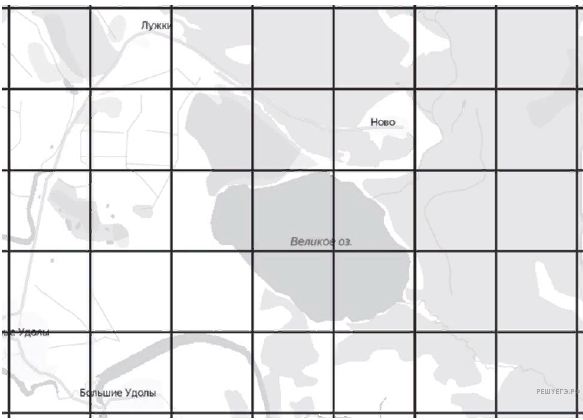 Лужки
Ново
Великое оз.
Удолы
Большие Удолы
РЕШУЕГЭ.РФ